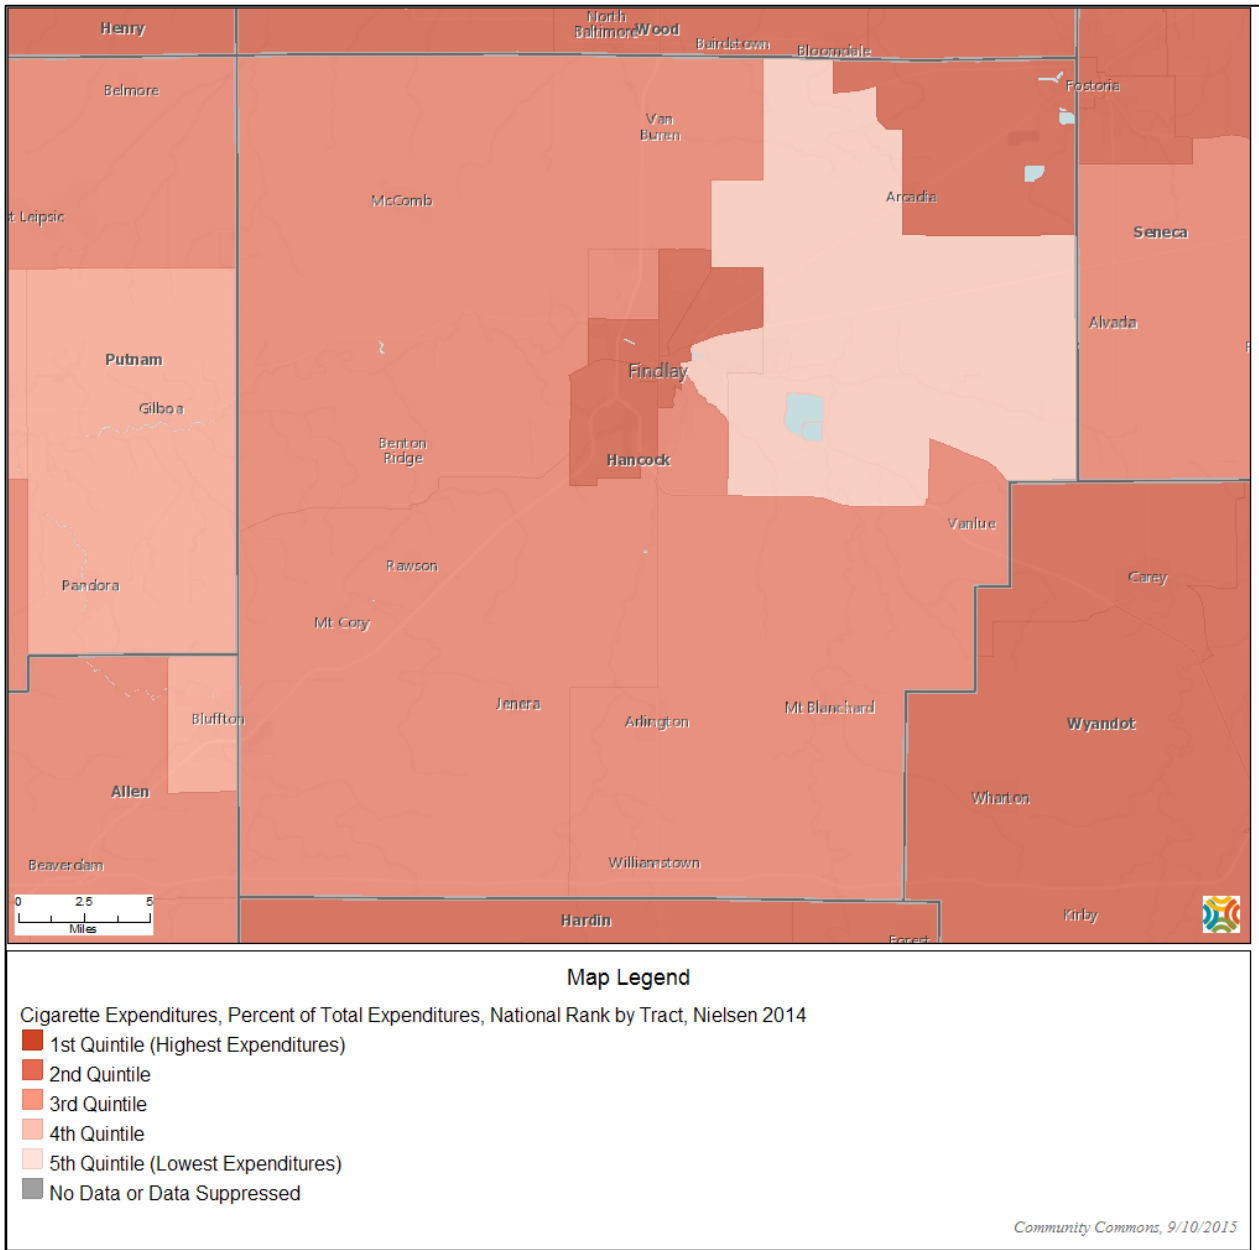 Henry
North
Baltimore
Wood
Bairdstown
Bloomdale
Belmore
Fostoria
Van
Buren
McComb
Arcadia
t Leipsic
Seneca
Alvada
Putnam
Findlay
Gilboa
Benton
Ridge
Hancock
Vanlue
Rawson
Carey
Pandora
Mt Cory
Jenera
Mt Blanchard
Bluffton
Arlington
Wyandot
Allen
Wharton
Beaverdam
Williamstown
0 2.5 5
Miles
Hardin
Kirby
Forest
Map Legend
Cigarette Expenditures, Percent of Total Expenditures, National Rank by Tract, Nielsen 2014
1st Quintile (Highest Expenditures)
2nd Quintile
3rd Quintile
4th Quintile
5th Quintile (Lowest Expenditures)
No Data or Data Suppressed
Community Commons, 9/10/2015